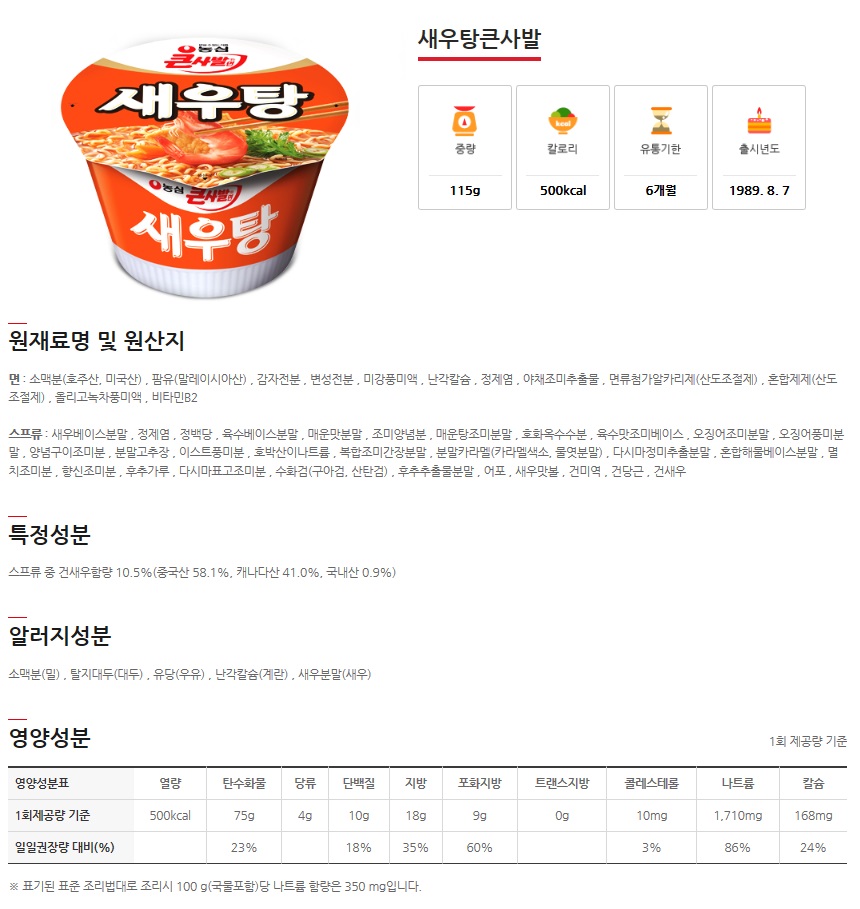 새우탕큰사발
농심
큰사발면
새우탕
농심
큰사발면
새우탕
kcal
중량
칼로리
유통기한
출시년도
115g
500kcal
6개월
1989. 8. 7
원재료명 및 원산지
면 : 소맥분(호주산, 미국산) , 팜유(말레이시아산) , 감자전분 , 변성전분 , 미강풍미액 , 난각칼슘 , 정제염 , 야채조미추출물 , 면류첨가알카리제(산도조절제) , 혼합제제(산도
조절제) , 올리고녹차풍미액 , 비타민B2
스프류 : 새우베이스분말 , 정제염 , 정백당 , 육수베이스분말 , 매운맛분말 , 조미양념분 , 매운탕조미분말 , 호화옥수수분 , 육수맛조미베이스 , 오징어조미분말 , 오징어풍미분
말 , 양념구이조미분 , 분말고추장 , 이스트풍미분 , 호박산이나트륨 , 복합조미간장분말 , 분말카라멜(카라멜색소, 물엿분말) , 다시마정미추출분말 , 혼합해물베이스분말 , 멸
치조미분 , 향신조미분 , 후추가루 , 다시마표고조미분 , 수화검(구아검, 산탄검) , 후추추출물분말 , 어포 , 새우맛볼 , 건미역 , 건당근 , 건새우
특정성분
스프류 중 건새우함량 10.5%(중국산 58.1%, 캐나다산 41.0%, 국내산 0.9%)
알러지성분
소맥분(밀) , 탈지대두(대두) , 유당(우유) , 난각칼슘(계란) , 새우분말(새우)
영양성분
1회 제공량 기준
영양성분표 열량 탄수화물 당류 단백질 지방 포화지방 트랜스지방 콜레스테롤 나트륨 칼슘
1회제공량 기준 500kcal 75g 4g 10g 18g 9g 0g 10mg 1,710mg 168mg
일일권장량 대비(%) 23% 18% 35% 60% 3% 86% 24%
※ 표기된 표준 조리법대로 조리시 100 g(국물포함)당 나트륨 함량은 350 mg입니다.